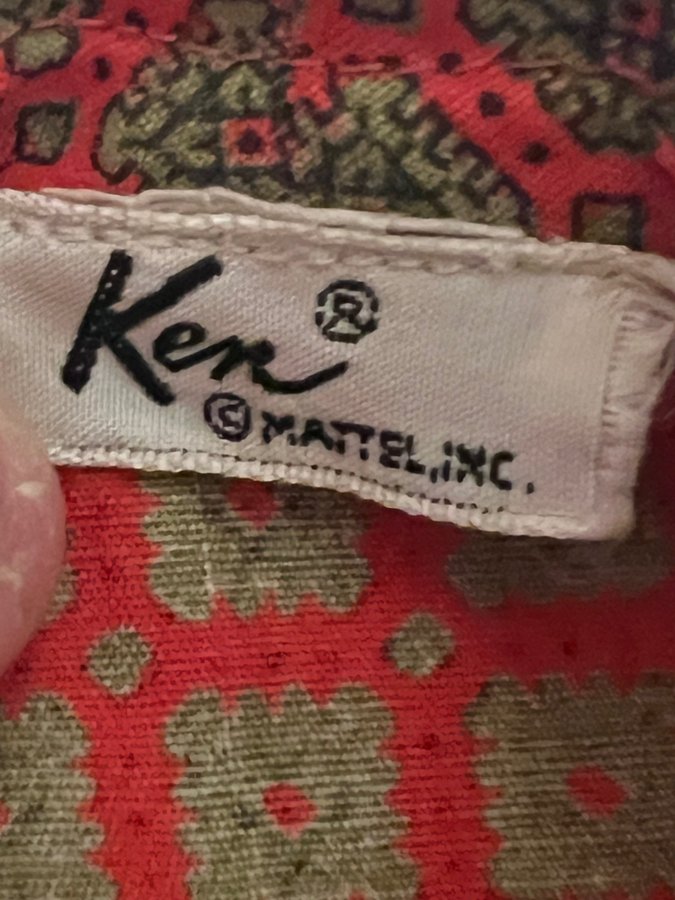 Ken ®
© MATTEL, INC.